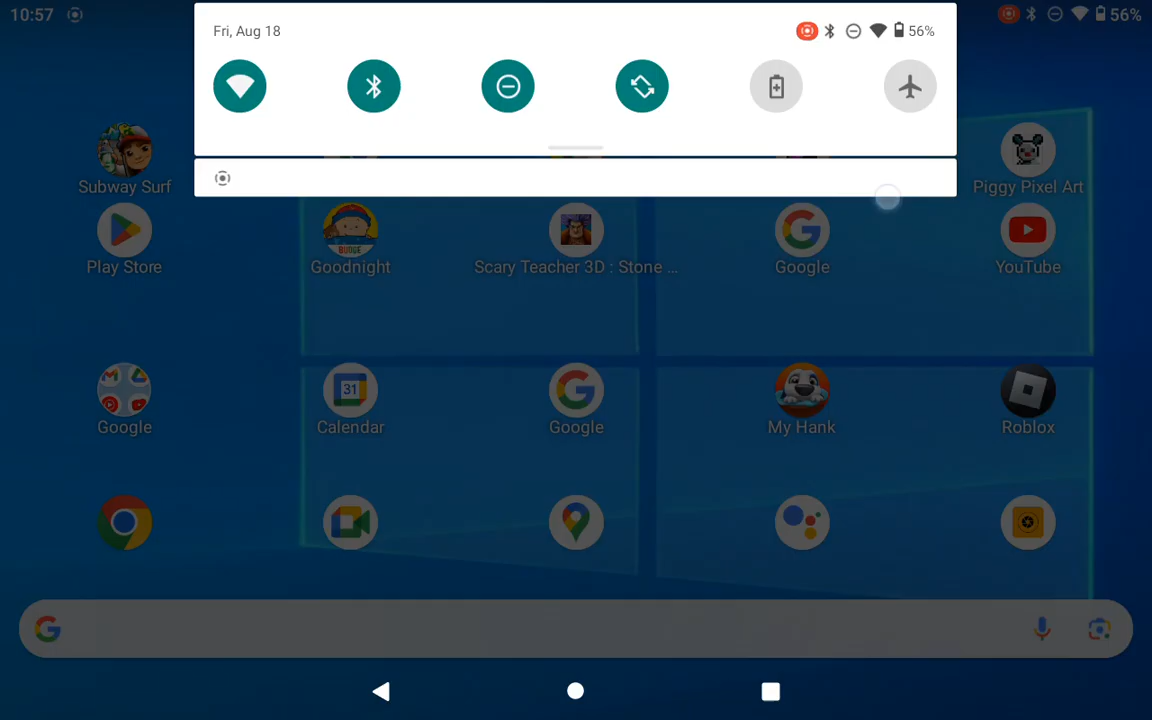 10:57
56%
Fri, Aug 18
56%
Subway Surf
Piggy Pixel Art
Play Store
BUDGE
Goodnight
Scary Teacher 3D : Stone ...
Google
YouTube
31
Google
Calendar
Google
My Hank
Roblox